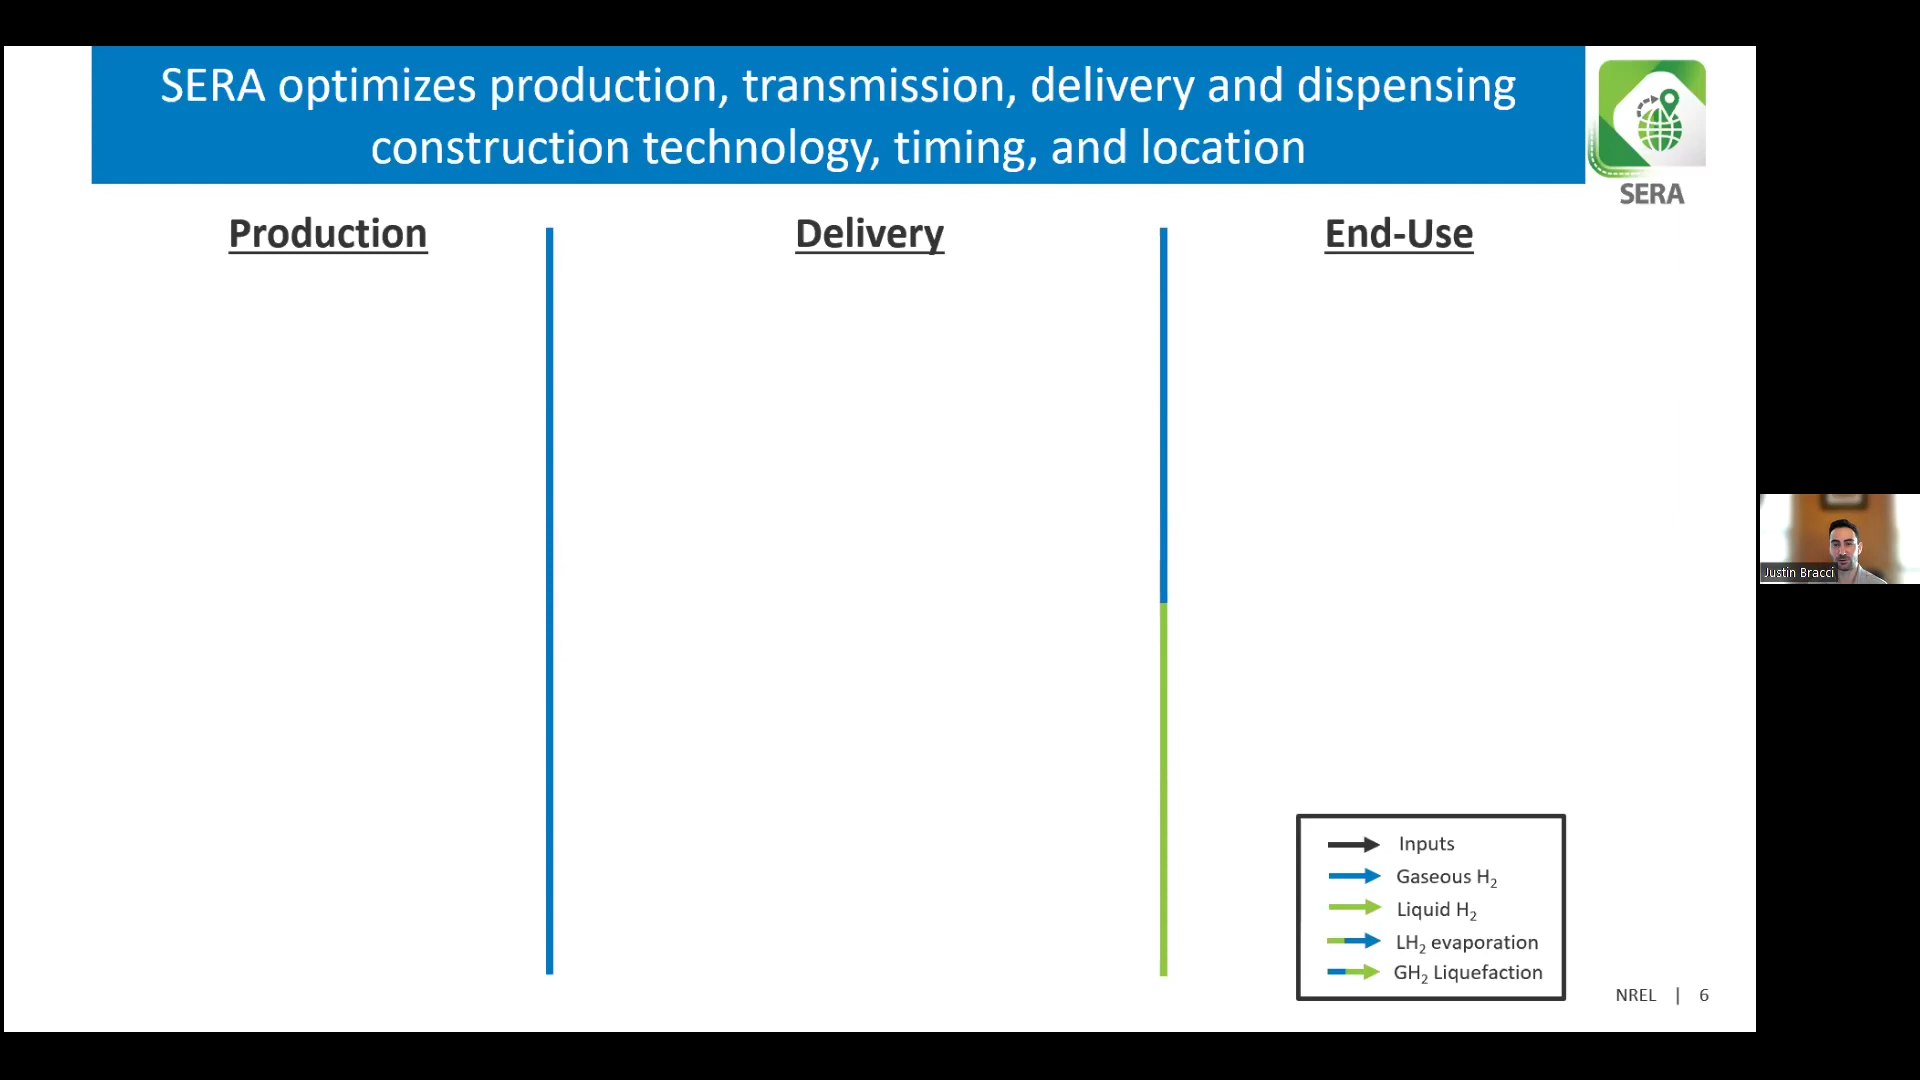 SERA optimizes production, transmission, delivery and dispensing
construction technology, timing, and location
SERA
Production
Delivery
End-Use
Inputs
Gaseous H₂
Liquid H₂
LH₂ evaporation
GH₂ Liquefaction
NREL | 6
Justin Bracci